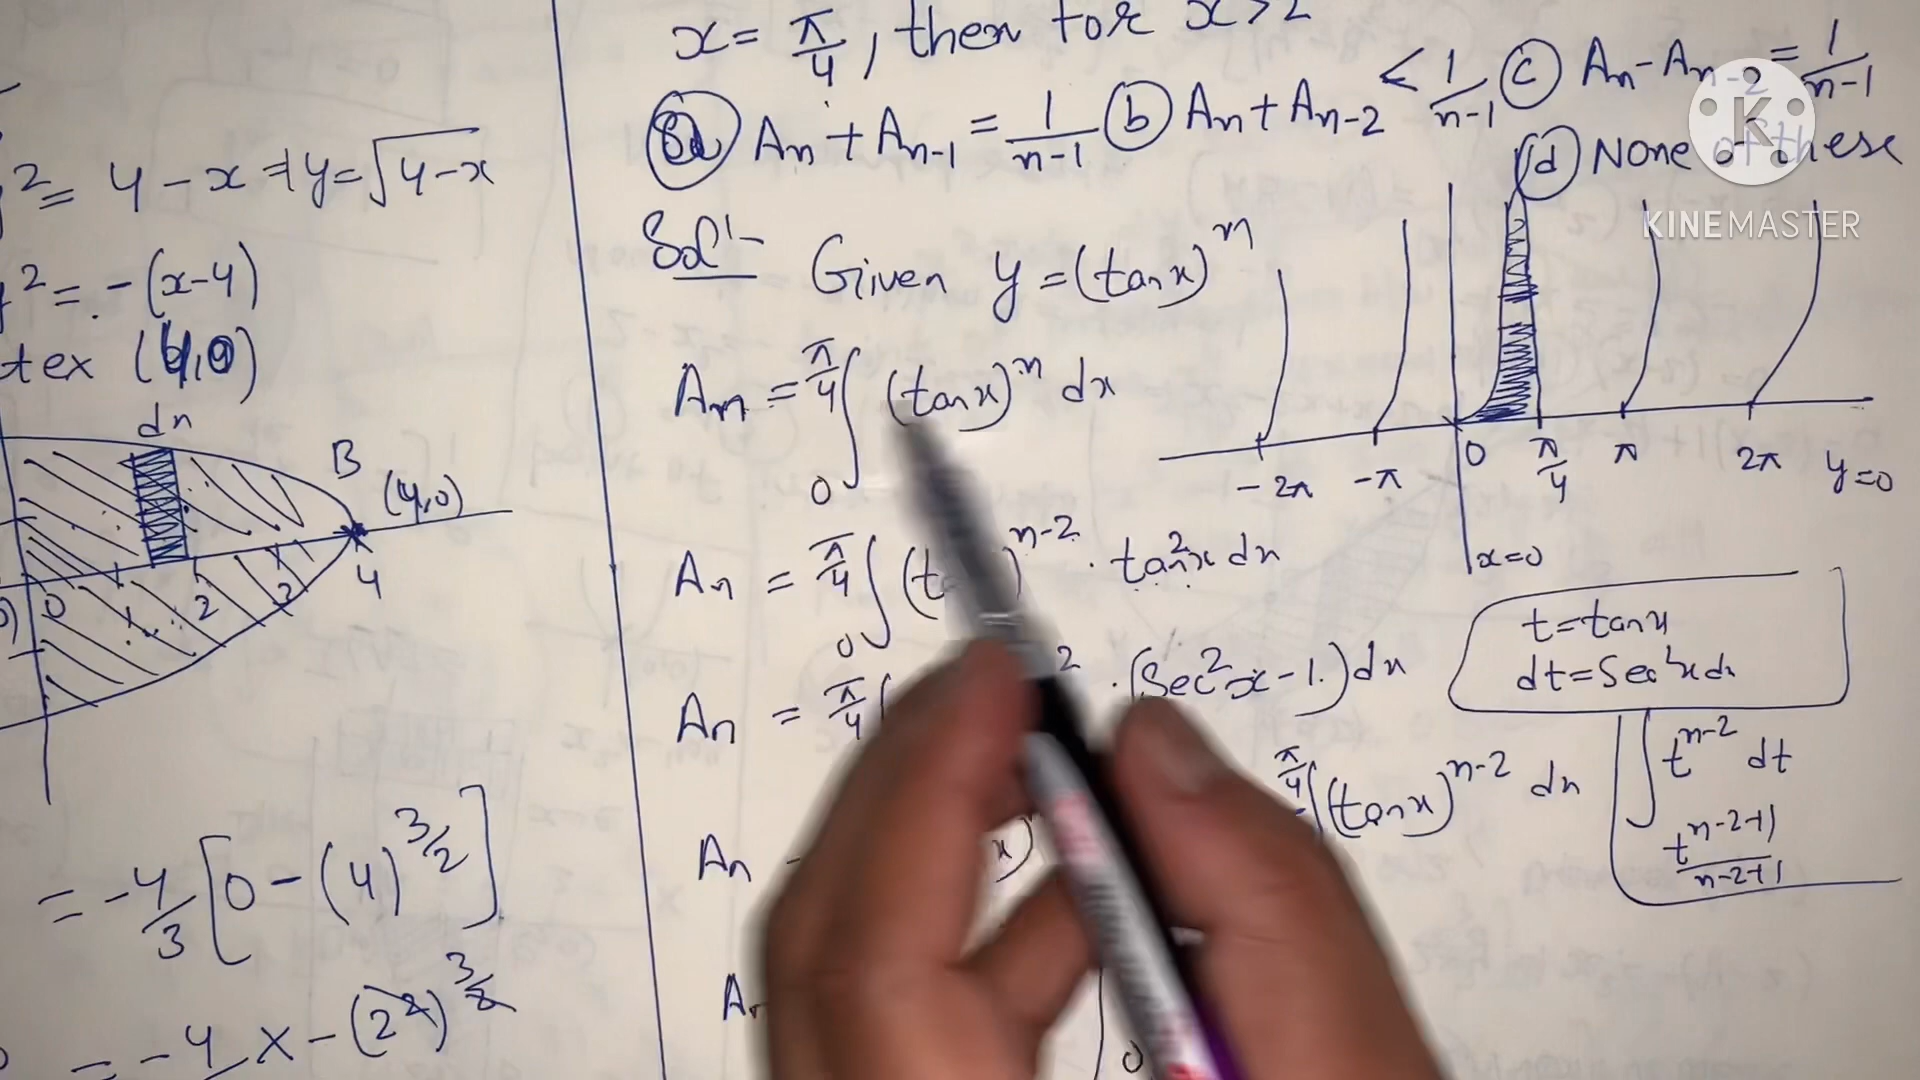 x = π/4, then for x>2
(a) An + An-1 = 1/n-1 (b) An + An-2 < 1/n-1 (c) An - An-2 = 1/n-1
(d) None of these
K
KINEMASTER
Sol:- Given y = (tan x)^n
An = ∫ π/4 0 (tan x)^n dx
An = ∫ π/4 0 (ta )^n-2 . tan²x dx
An = π/4 2 . (Sec²x - 1) dx
An - x) π/4 ∫ (tan x)^n-2 dx
An
0
-2π -π 0 π/4 π 2π y=0
x=0
t = tan x
dt = Sec²x dx
∫ t^n-2 dt
t^n-2+1 / n-2+1
y² = 4 - x ⇒ y = √4-x
y² = -(x-4)
tex (4,0)
dx
B
(4,0)
0 1 2 3 4
= -4/3 [0 - (4)^3/2]
= -4 x - (2²)^3/2